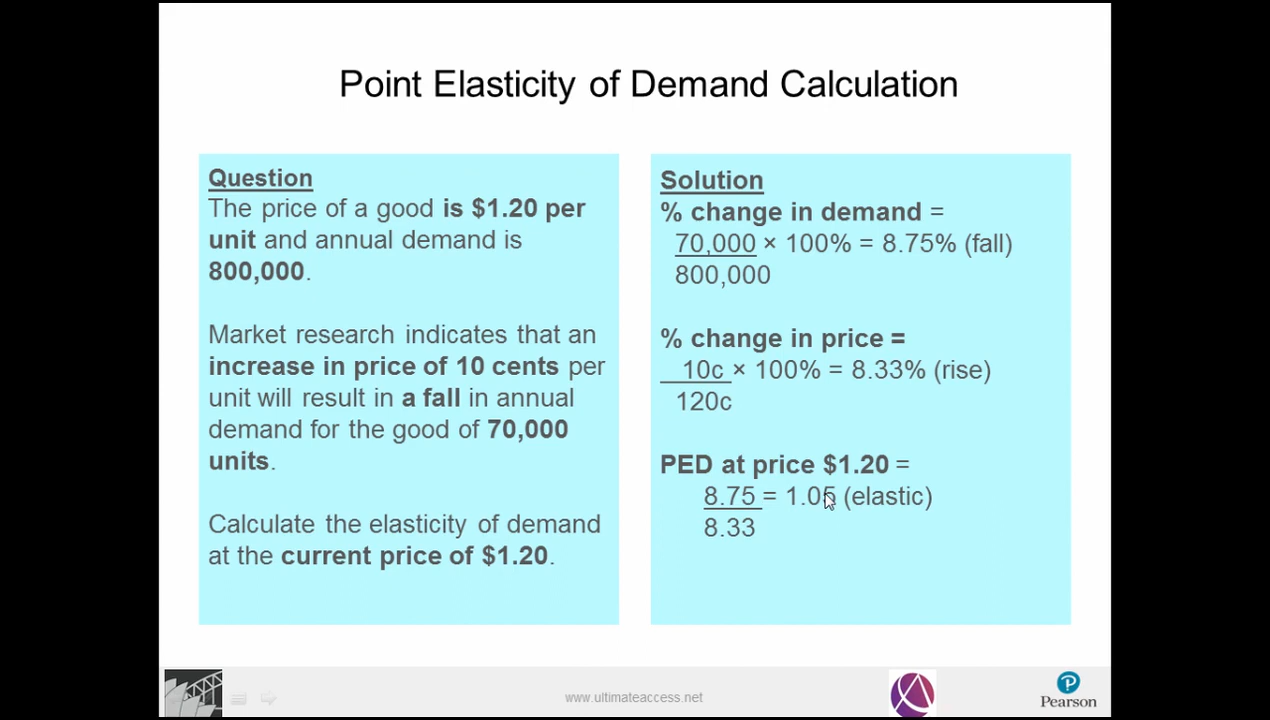 Point Elasticity of Demand Calculation
Question
The price of a good is $1.20 per
unit and annual demand is
800,000.
Market research indicates that an
increase in price of 10 cents per
unit will result in a fall in annual
demand for the good of 70,000
units.
Calculate the elasticity of demand
at the current price of $1.20.
Solution
% change in demand =
70,000 × 100% = 8.75% (fall)
800,000
% change in price =
10c × 100% = 8.33% (rise)
120c
PED at price $1.20 =
8.75 = 1.05 (elastic)
8.33
www.ultimateaccess.net
P
Pearson